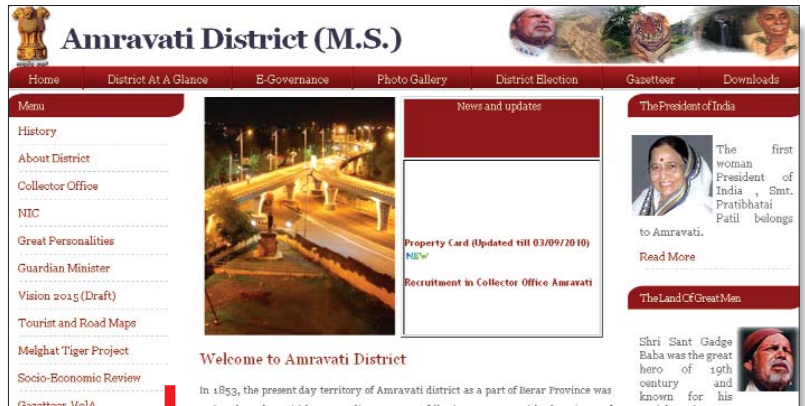 Amravati District (M.S.)
Home District At A Glance E-Governance Photo Gallery District Election Gazetteer Downloads
Menu
History
About District
Collector Office
NIC
Great Personalities
Guardian Minister
Vision 2015 (Draft)
Tourist and Road Maps
Melghat Tiger Project
Socio-Economic Review
Gazetteer VolA
News and updates
Property Card (Updated till 03/09/2010)
NEW
Recruitment in Collector Office Amravati
Welcome to Amravati District
In 1853, the present day territory of Amravati district as a part of Berar Province was
The President of India
The first
woman
President of
India , Smt.
Pratibhatai
Patil belongs
to Amravati.
Read More
The Land Of Great Men
Shri Sant Gadge
Baba was the great
hero of 19th
century and
known for his